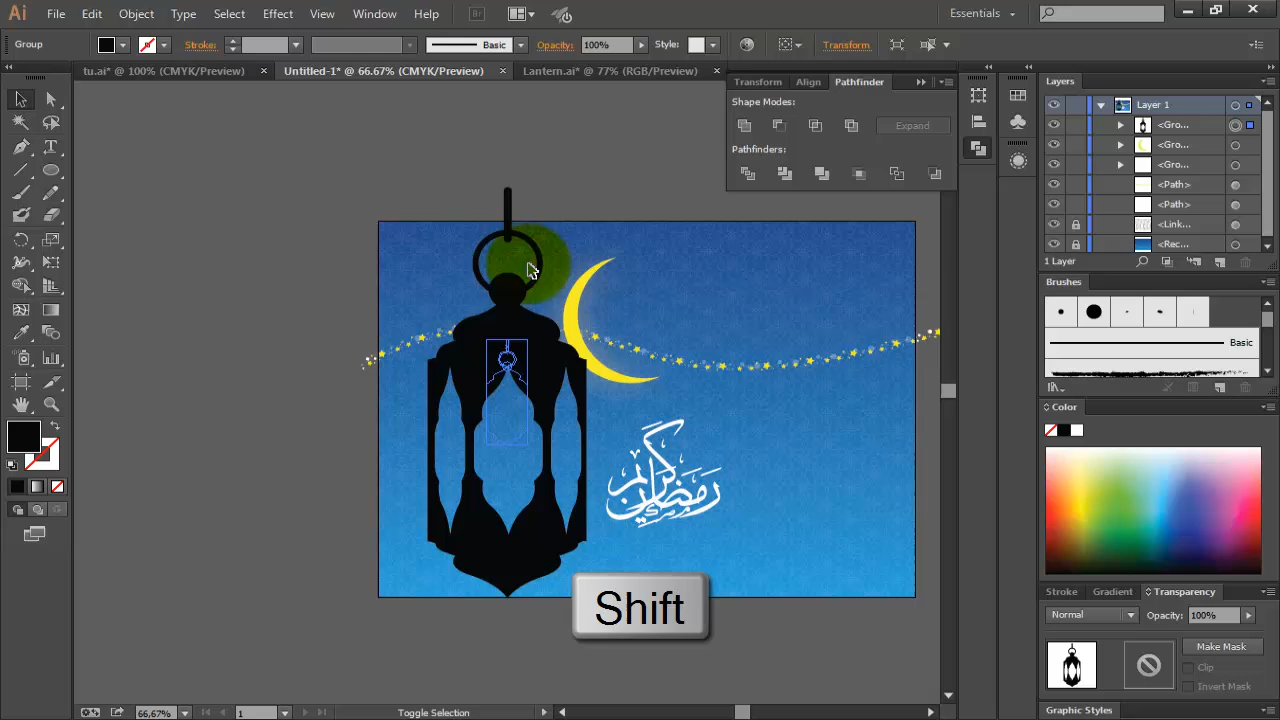 Ai File Edit Object Type Select Effect View Window Help Br Essentials
Group Stroke: Basic Opacity: 100% Style: Transform
tu.ai* @ 100% (CMYK/Preview) × Untitled-1* @ 66.67% (CMYK/Preview) × Lantern.ai* @ 77% (RGB/Preview) ×
Transform Align Pathfinder
Shape Modes:
Expand
Pathfinders:
Layers
Layer 1
<Gro...
<Gro...
<Gro...
<Path>
<Path>
<Link...
<Rec...
1 Layer
Brushes
Basic
Color
Stroke Gradient Transparency
Normal Opacity: 100%
Make Mask
Clip
Invert Mask
Graphic Styles
رمضان كريم
Shift
66,67% 1 Toggle Selection